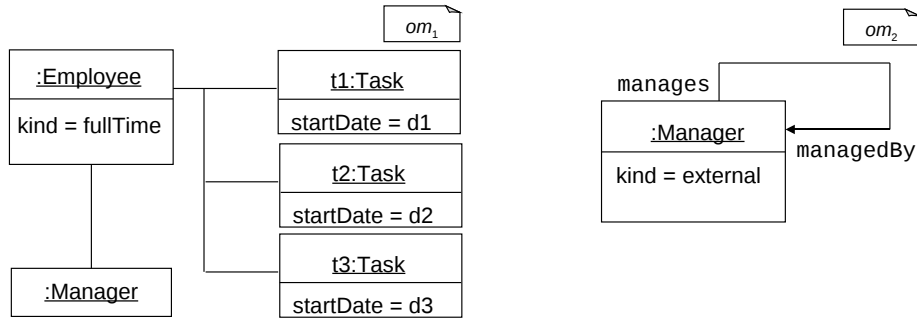 om1
:Employee
kind = fullTime
:Manager
t1:Task
startDate = d1
t2:Task
startDate = d2
t3:Task
startDate = d3
om2
manages
:Manager
kind = external
managedBy